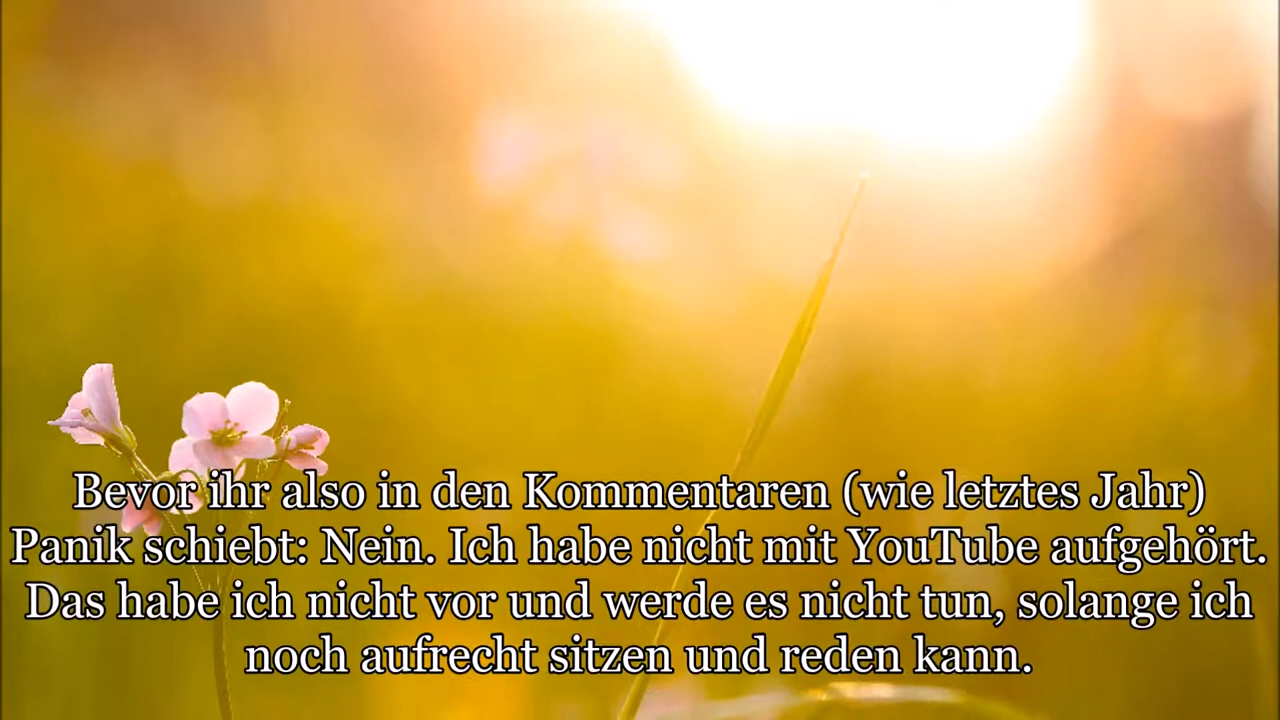 Bevor ihr also in den Kommentaren (wie letztes Jahr)
Panik schiebt: Nein. Ich habe nicht mit YouTube aufgehört.
Das habe ich nicht vor und werde es nicht tun, solange ich
noch aufrecht sitzen und reden kann.